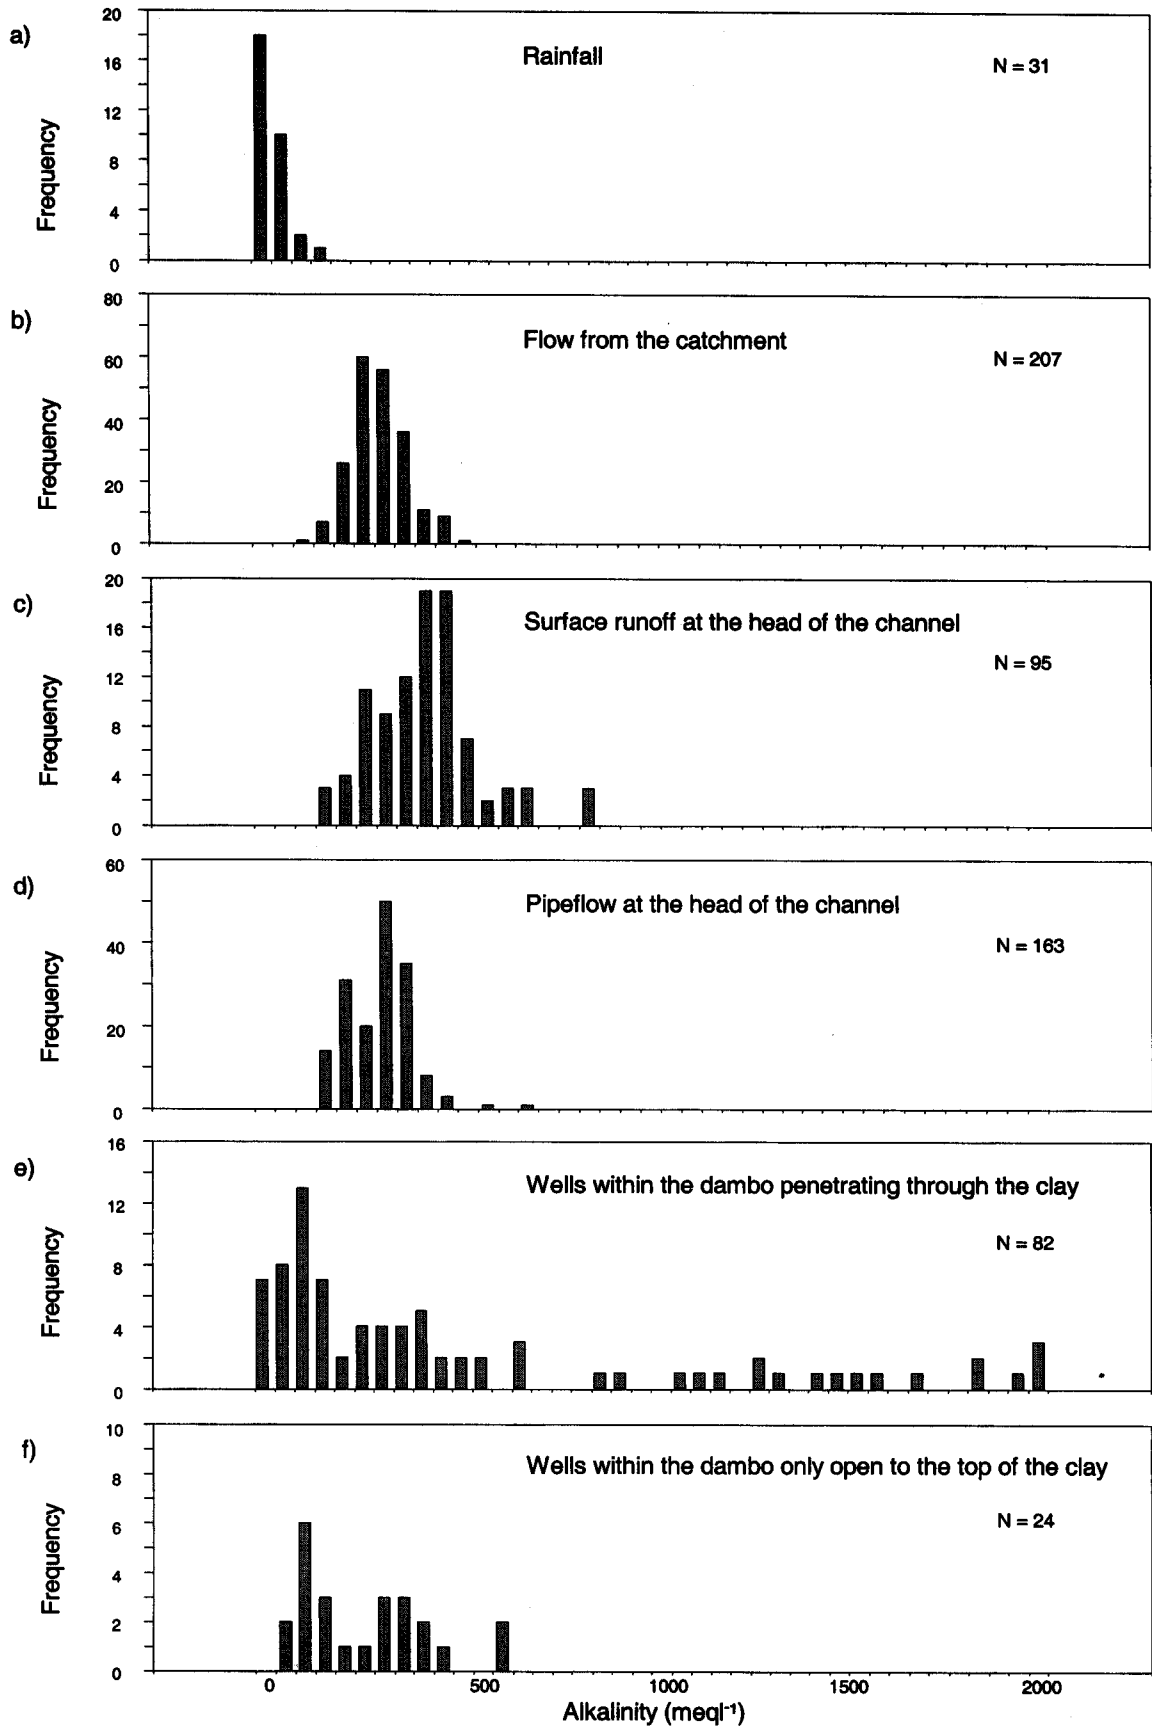 a)
Rainfall
N = 31
Frequency
20
16
12
8
4
0
b)
Flow from the catchment
N = 207
Frequency
80
60
40
20
0
c)
Surface runoff at the head of the channel
N = 95
Frequency
20
16
12
8
4
0
d)
Pipeflow at the head of the channel
N = 163
Frequency
60
40
20
0
e)
Wells within the dambo penetrating through the clay
N = 82
Frequency
16
12
8
4
0
f)
Wells within the dambo only open to the top of the clay
N = 24
Frequency
10
8
6
4
2
0
0 500 1000 1500 2000
Alkalinity (meql⁻¹)